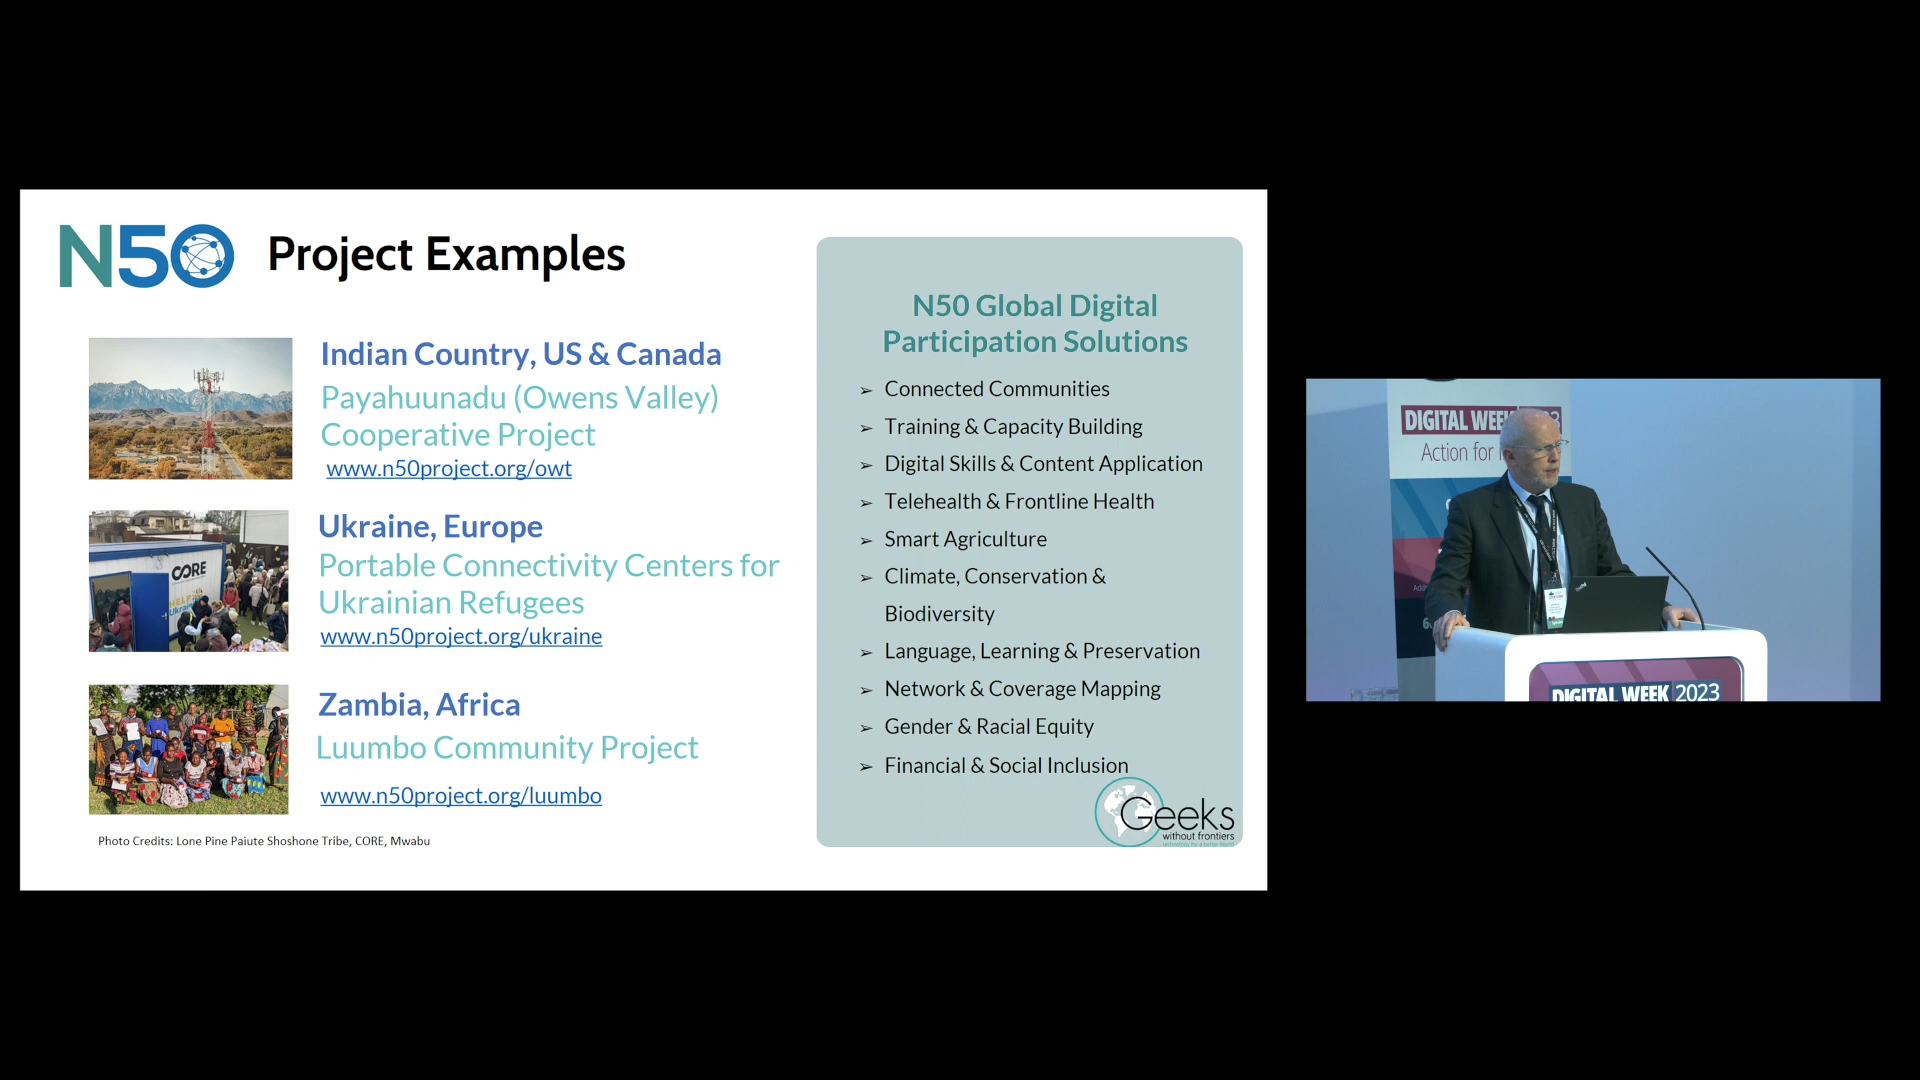 N50
Project Examples
Indian Country, US & Canada
Payahuunadu (Owens Valley)
Cooperative Project
www.n50project.org/owt
CORE
Ukraine, Europe
Portable Connectivity Centers for
Ukrainian Refugees
www.n50project.org/ukraine
Zambia, Africa
Luumbo Community Project
www.n50project.org/luumbo
Photo Credits: Lone Pine Paiute Shoshone Tribe, CORE, Mwabu
N50 Global Digital
Participation Solutions
➢ Connected Communities
➢ Training & Capacity Building
➢ Digital Skills & Content Application
➢ Telehealth & Frontline Health
➢ Smart Agriculture
➢ Climate, Conservation &
Biodiversity
➢ Language, Learning & Preservation
➢ Network & Coverage Mapping
➢ Gender & Racial Equity
➢ Financial & Social Inclusion
Geeks
without frontiers
technology for a better World
DIGITAL WEE
Action for
DIGITAL WEEK 2023